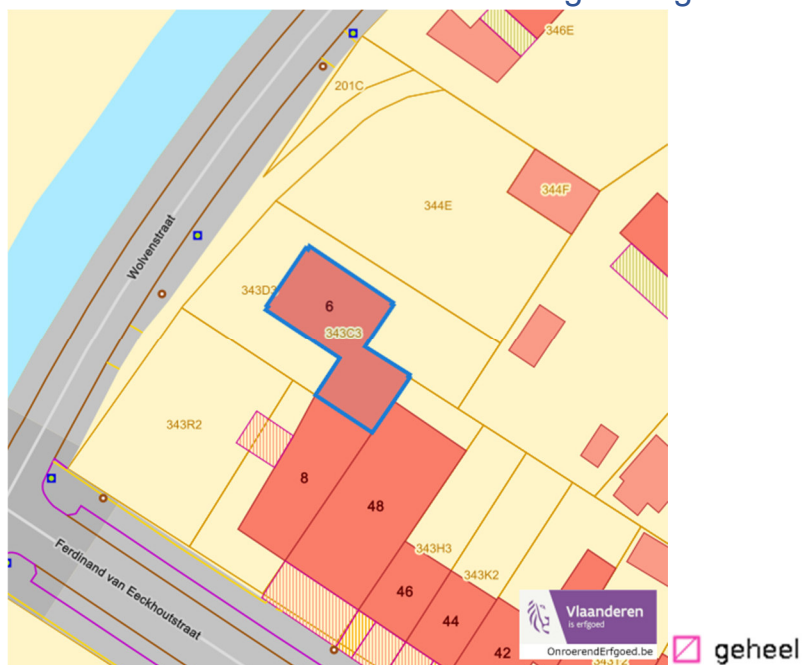 346E
201C
344F
344E
Wolvenstraat
343D3
6
343C3
343R2
8
48
343H3
46
343K2
44
42
Ferdinand van Eeckhoutstraat
Vlaanderen
is erfgoed
OnroerendErfgoed.be
geheel